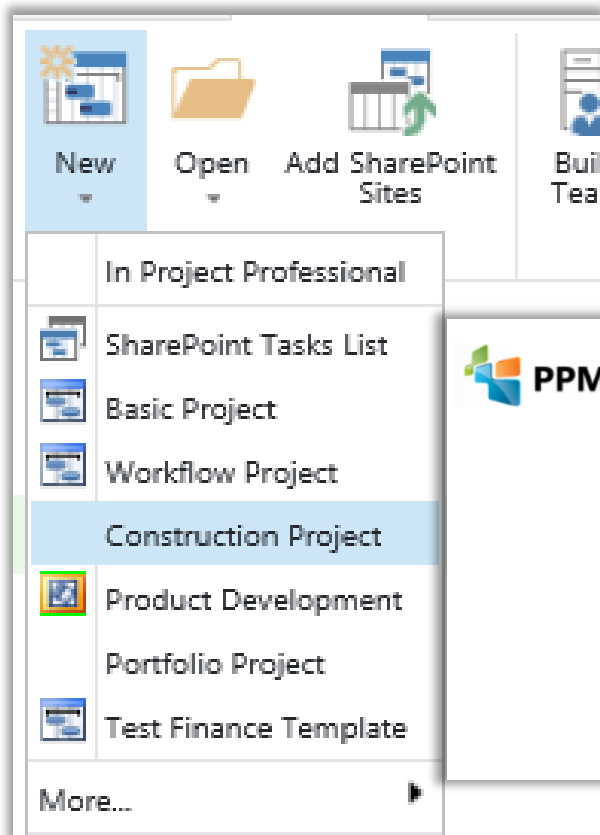 New
Open
Add SharePoint
Sites
In Project Professional
SharePoint Tasks List
Basic Project
Workflow Project
Construction Project
Product Development
Portfolio Project
Test Finance Template
More...
PPM